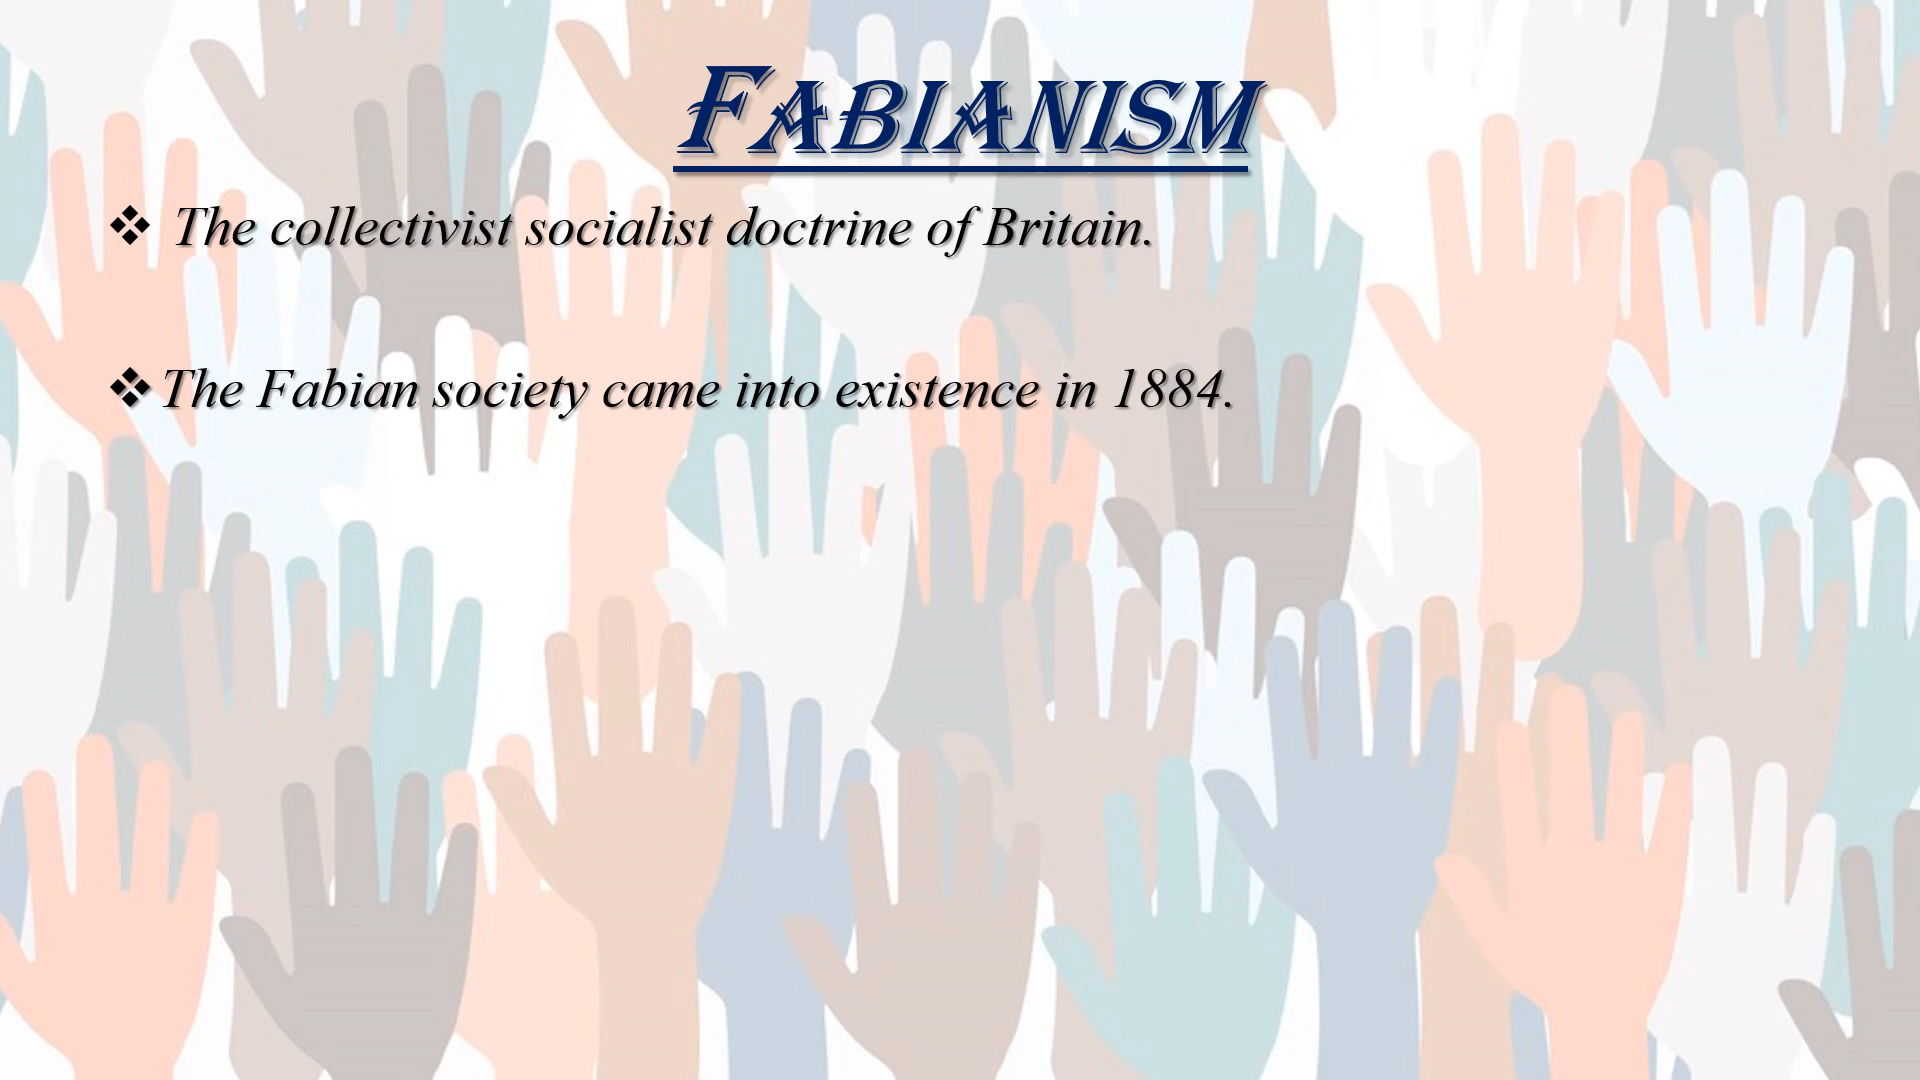 FABIANISM
❖ The collectivist socialist doctrine of Britain.
❖ The Fabian society came into existence in 1884.